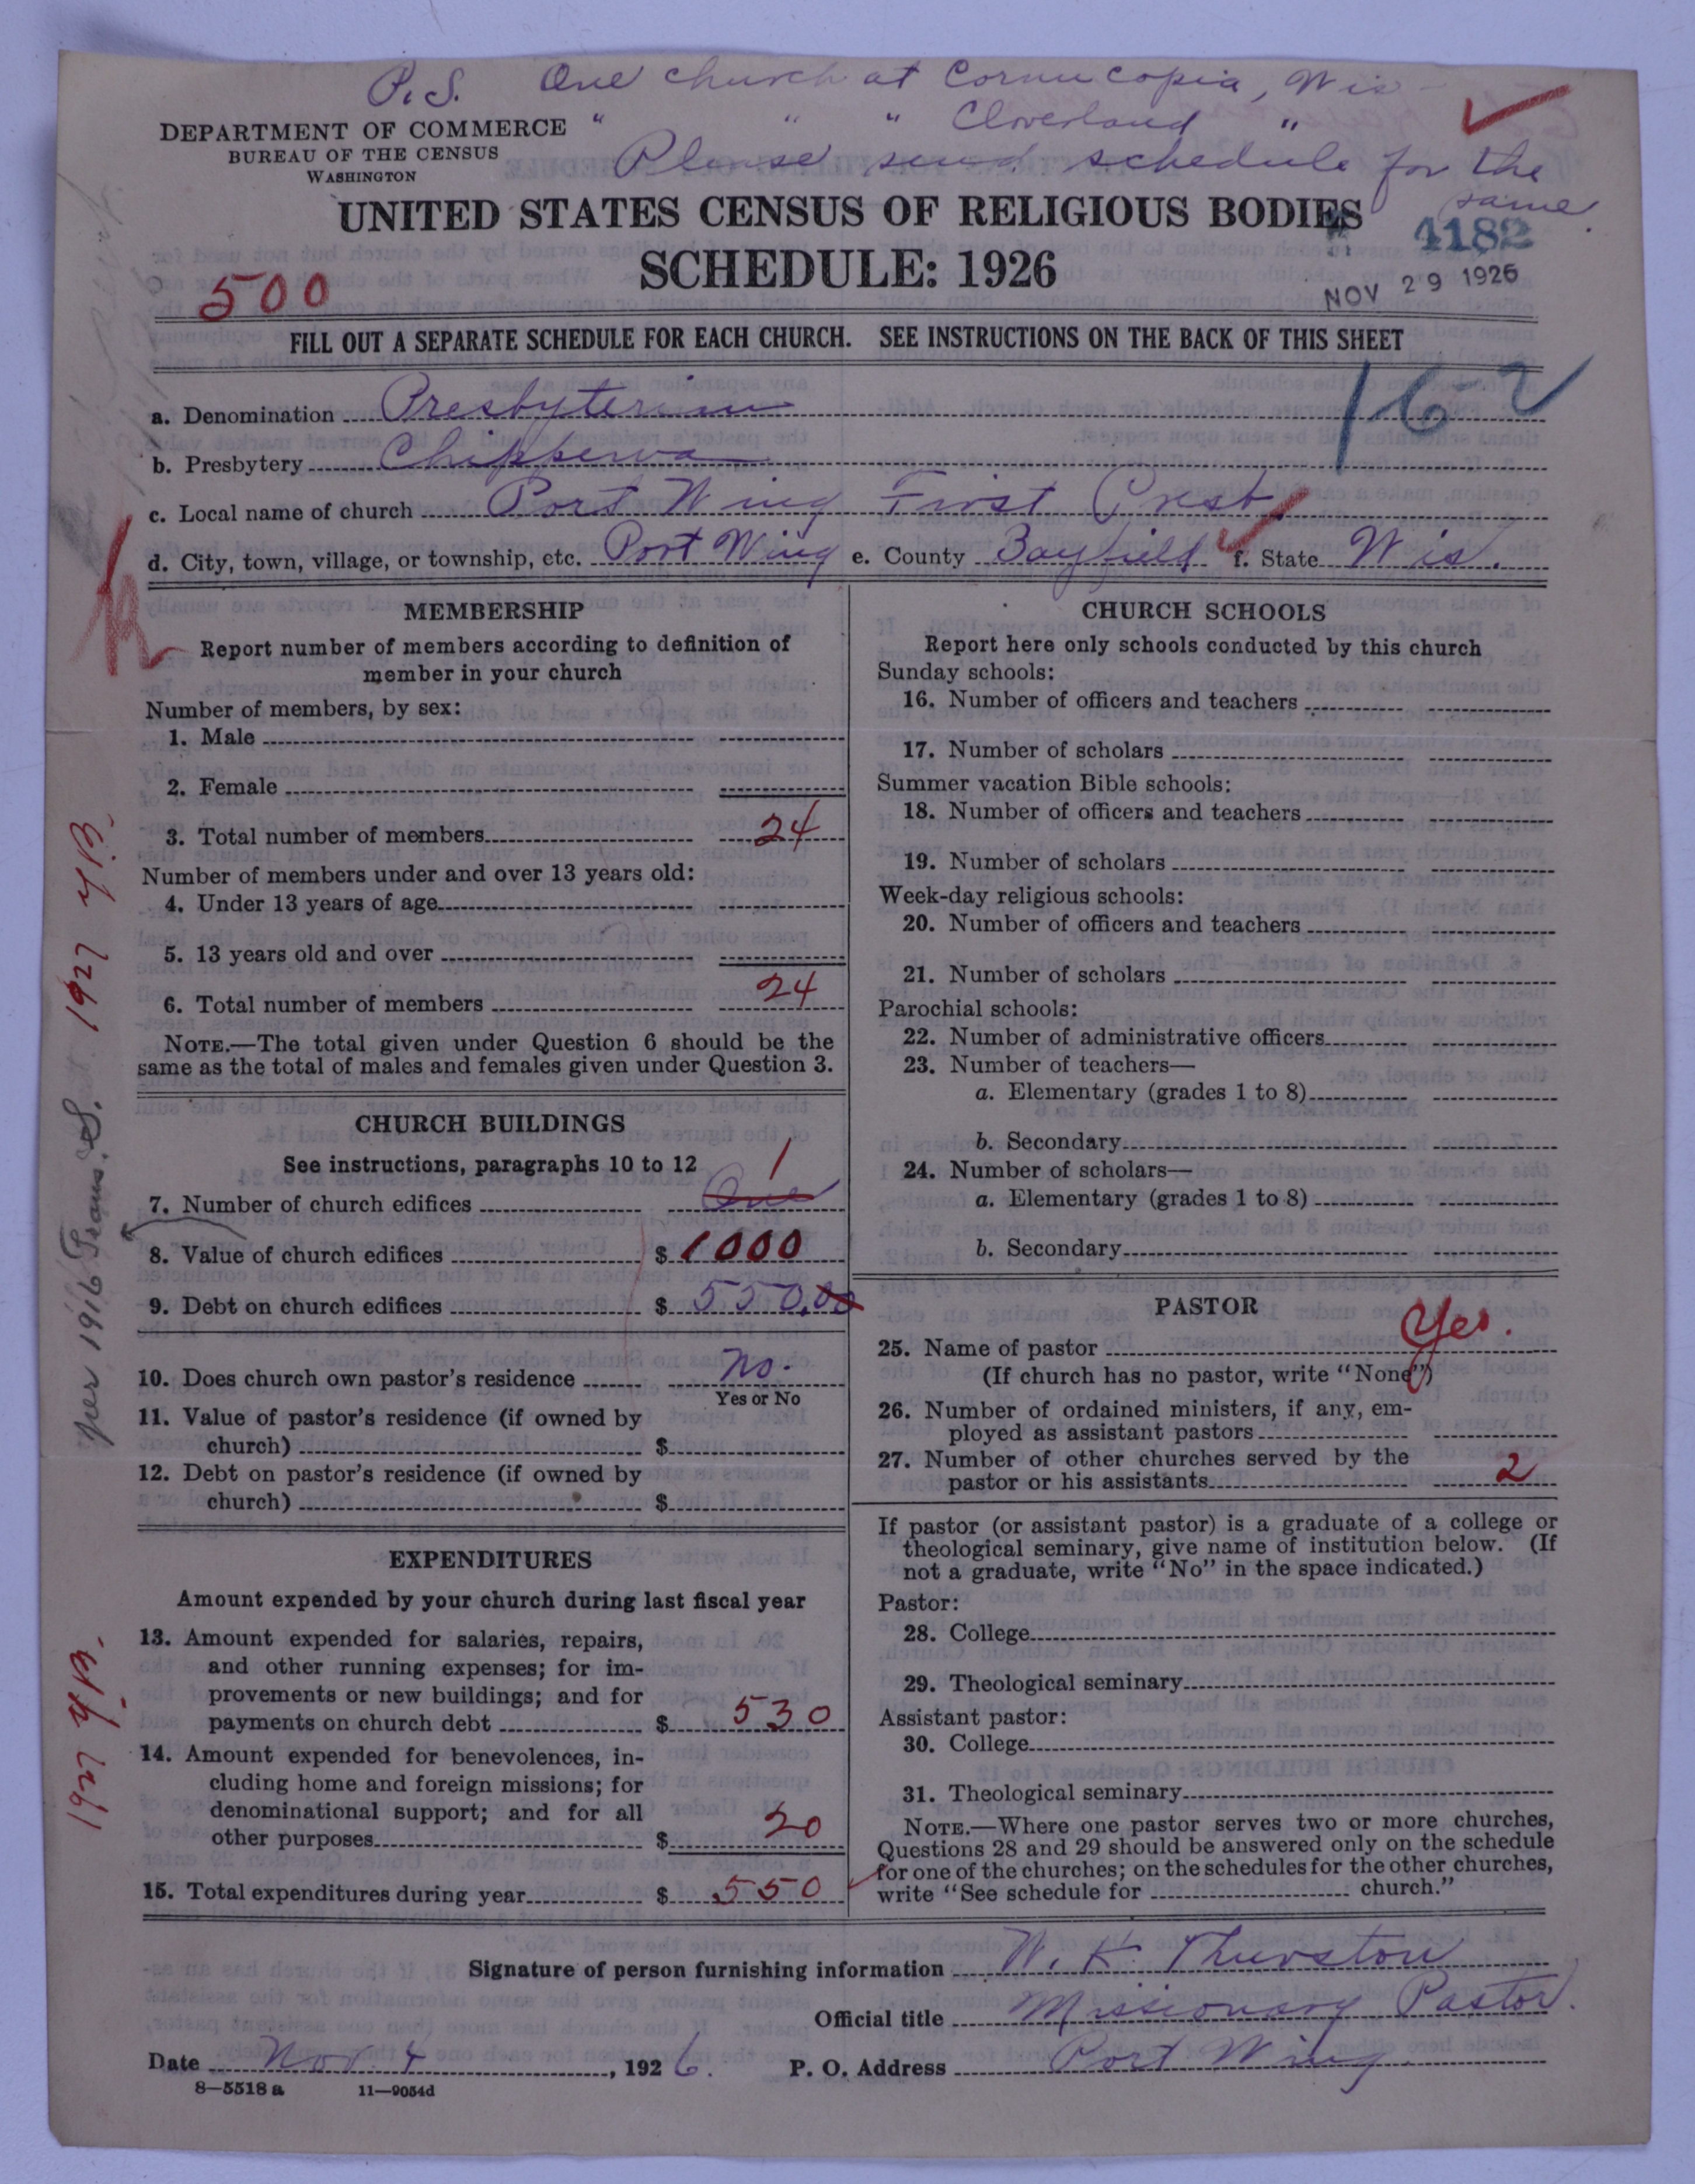 P.S. One church at Cornucopia, Wis
" " " Cloverland "
Please send schedule for the
same.
DEPARTMENT OF COMMERCE
BUREAU OF THE CENSUS
WASHINGTON
UNITED STATES CENSUS OF RELIGIOUS BODIES
SCHEDULE: 1926
4182
NOV 29 1926
500
FILL OUT A SEPARATE SCHEDULE FOR EACH CHURCH. SEE INSTRUCTIONS ON THE BACK OF THIS SHEET
162
a. Denomination Presbyterian
b. Presbytery Chippewa
c. Local name of church Port Wing First Presb.
d. City, town, village, or township, etc. Port Wing e. County Bayfield f. State Wis.
MEMBERSHIP
Report number of members according to definition of
member in your church
Number of members, by sex:
1. Male
2. Female
3. Total number of members 24
Number of members under and over 13 years old:
4. Under 13 years of age
5. 13 years old and over
6. Total number of members 24
NOTE.—The total given under Question 6 should be the
same as the total of males and females given under Question 3.
CHURCH BUILDINGS
See instructions, paragraphs 10 to 12
1
7. Number of church edifices One
8. Value of church edifices $ 1000
9. Debt on church edifices $ 550.00
10. Does church own pastor's residence No.
Yes or No
11. Value of pastor's residence (if owned by
church) $
12. Debt on pastor's residence (if owned by
church) $
EXPENDITURES
Amount expended by your church during last fiscal year
13. Amount expended for salaries, repairs,
and other running expenses; for im-
provements or new buildings; and for
payments on church debt $ 530
14. Amount expended for benevolences, in-
cluding home and foreign missions; for
denominational support; and for all
other purposes $ 20
15. Total expenditures during year $ 550
CHURCH SCHOOLS
Report here only schools conducted by this church
Sunday schools:
16. Number of officers and teachers
17. Number of scholars
Summer vacation Bible schools:
18. Number of officers and teachers
19. Number of scholars
Week-day religious schools:
20. Number of officers and teachers
21. Number of scholars
Parochial schools:
22. Number of administrative officers
23. Number of teachers—
a. Elementary (grades 1 to 8)
b. Secondary
24. Number of scholars—
a. Elementary (grades 1 to 8)
b. Secondary
PASTOR
25. Name of pastor Yes.
(If church has no pastor, write "None")
26. Number of ordained ministers, if any, em-
ployed as assistant pastors
27. Number of other churches served by the
pastor or his assistants 2
If pastor (or assistant pastor) is a graduate of a college or
theological seminary, give name of institution below. (If
not a graduate, write "No" in the space indicated.)
Pastor:
28. College
29. Theological seminary
Assistant pastor:
30. College
31. Theological seminary
NOTE.—Where one pastor serves two or more churches,
Questions 28 and 29 should be answered only on the schedule
for one of the churches; on the schedules for the other churches,
write "See schedule for church."
Signature of person furnishing information W. K. Thurston
Official title Missionary Pastor.
Date Nov. 4, 1926. P. O. Address Port Wing
8—5518 a 11—9054d
1927 Y.B.
per 1916 Trans. S.
1927 Y.B.